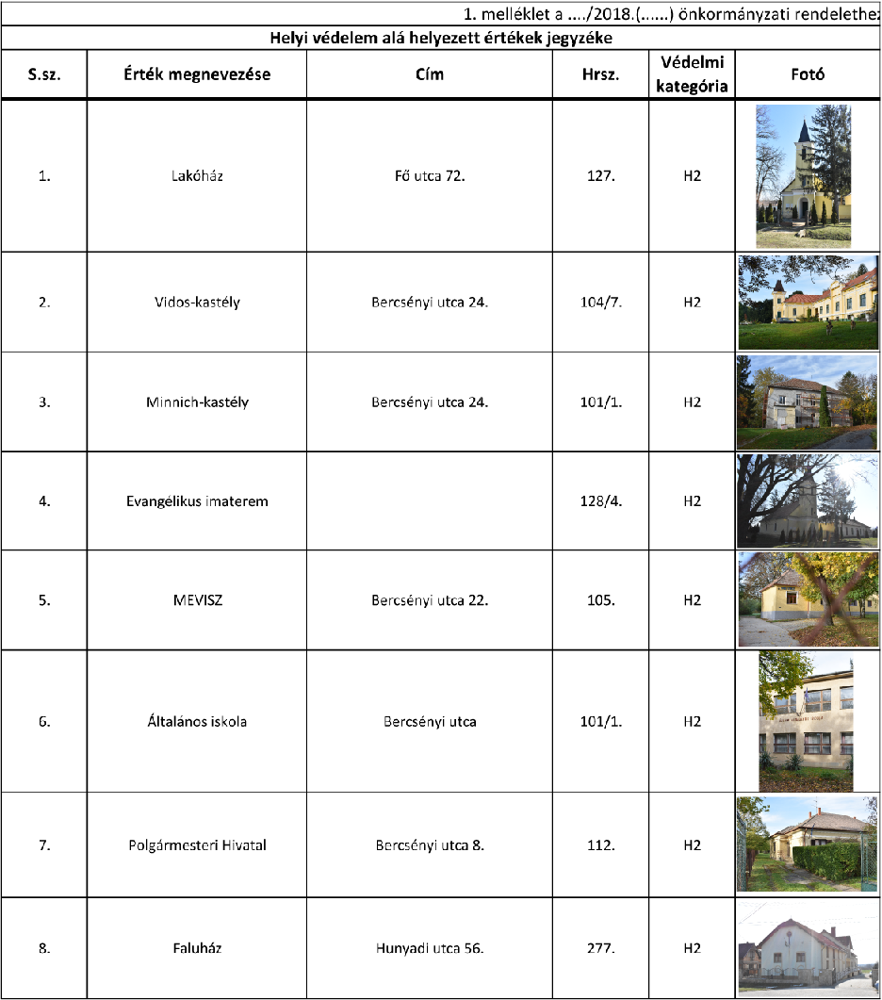 1. melléklet a ..../2018.(......) önkormányzati rendelethez
Helyi védelem alá helyezett értékek jegyzéke
S.sz. Érték megnevezése Cím Hrsz. Védelmi kategória Fotó
1. Lakóház Fő utca 72. 127. H2
2. Vidos-kastély Bercsényi utca 24. 104/7. H2
3. Minnich-kastély Bercsényi utca 24. 101/1. H2
4. Evangélikus imaterem 128/4. H2
5. MEVISZ Bercsényi utca 22. 105. H2
6. Általános iskola Bercsényi utca 101/1. H2
7. Polgármesteri Hivatal Bercsényi utca 8. 112. H2
8. Faluház Hunyadi utca 56. 277. H2